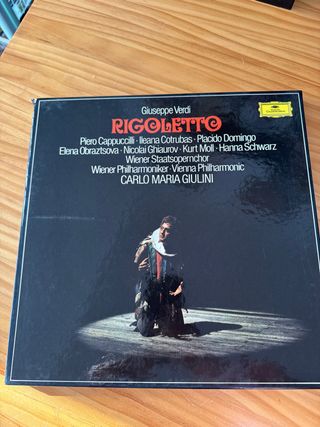 Giuseppe Verdi
RIGOLETTO
Piero Cappuccilli · Ileana Cotrubas · Placido Domingo
Elena Obraztsova · Nicolai Ghiaurov · Kurt Moll · Hanna Schwarz
Wiener Staatsopernchor
Wiener Philharmoniker · Vienna Philharmonic
CARLO MARIA GIULINI